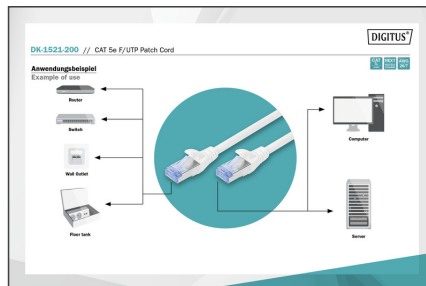 DIGITUS®
DK-1521-200 // CAT 5e F/UTP Patch Cord
Anwendungsbeispiel
Example of use
Router
Switch
Wall Outlet
Floor tank
Computer
Server